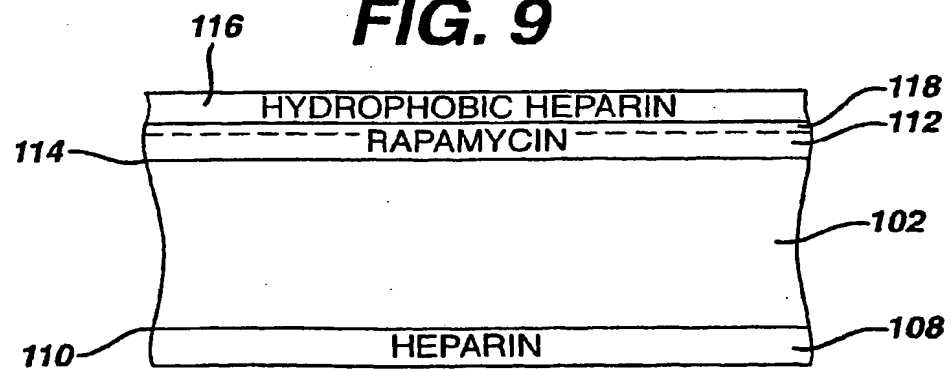 FIG. 9
116
HYDROPHOBIC HEPARIN
118
RAPAMYCIN
112
114
102
110
HEPARIN
108